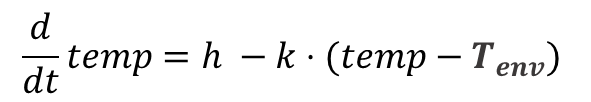 d/dt temp = h − k · (temp − T_env)